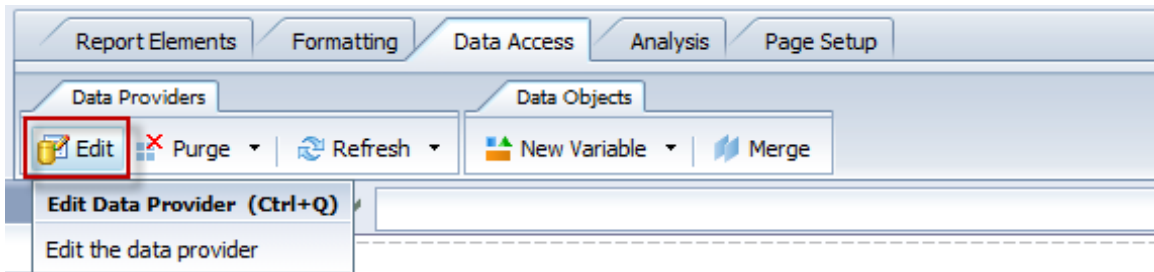 Report Elements Formatting Data Access Analysis Page Setup
Data Providers Data Objects
Edit Purge Refresh New Variable Merge
Edit Data Provider (Ctrl+Q)
Edit the data provider